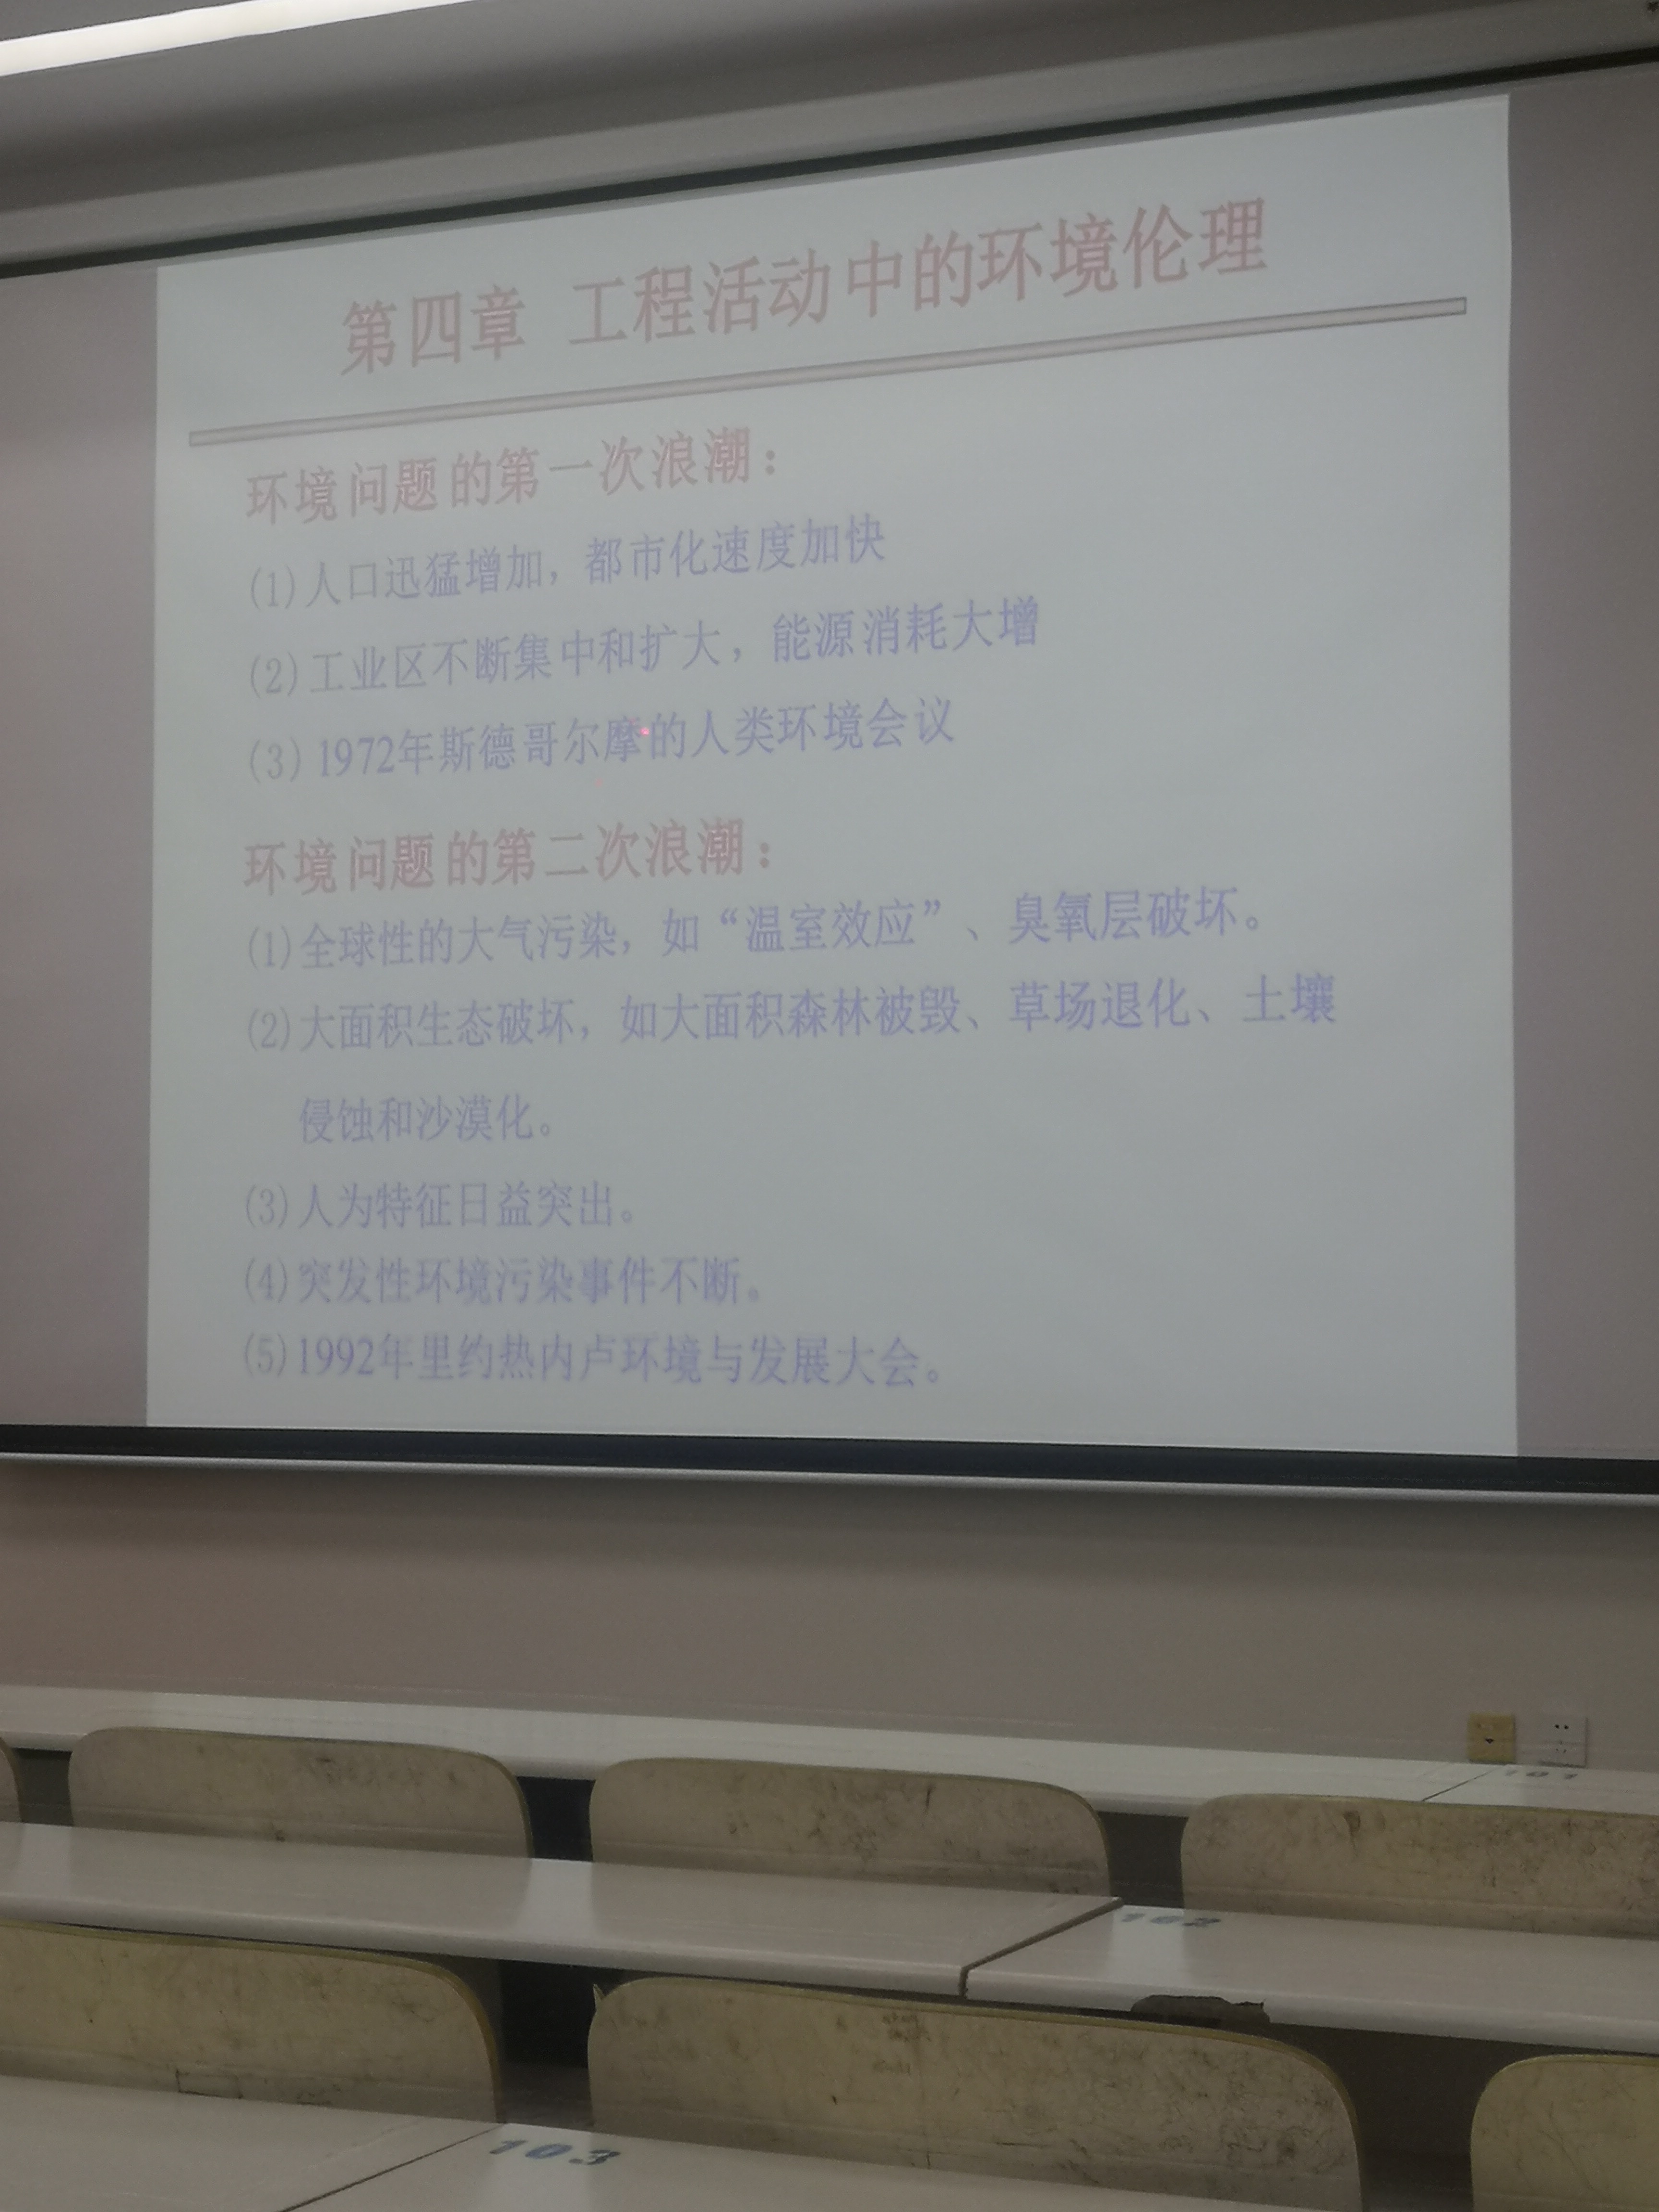 第四章 工程活动中的环境伦理
环境问题的第一次浪潮：
(1)人口迅猛增加，都市化速度加快
(2)工业区不断集中和扩大，能源消耗大增
(3) 1972年斯德哥尔摩的人类环境会议
环境问题的第二次浪潮：
(1)全球性的大气污染，如“温室效应”、臭氧层破坏。
(2)大面积生态破坏，如大面积森林被毁、草场退化、土壤
侵蚀和沙漠化。
(3)人为特征日益突出。
(4)突发性环境污染事件不断。
(5)1992年里约热内卢环境与发展大会。
101
102
103